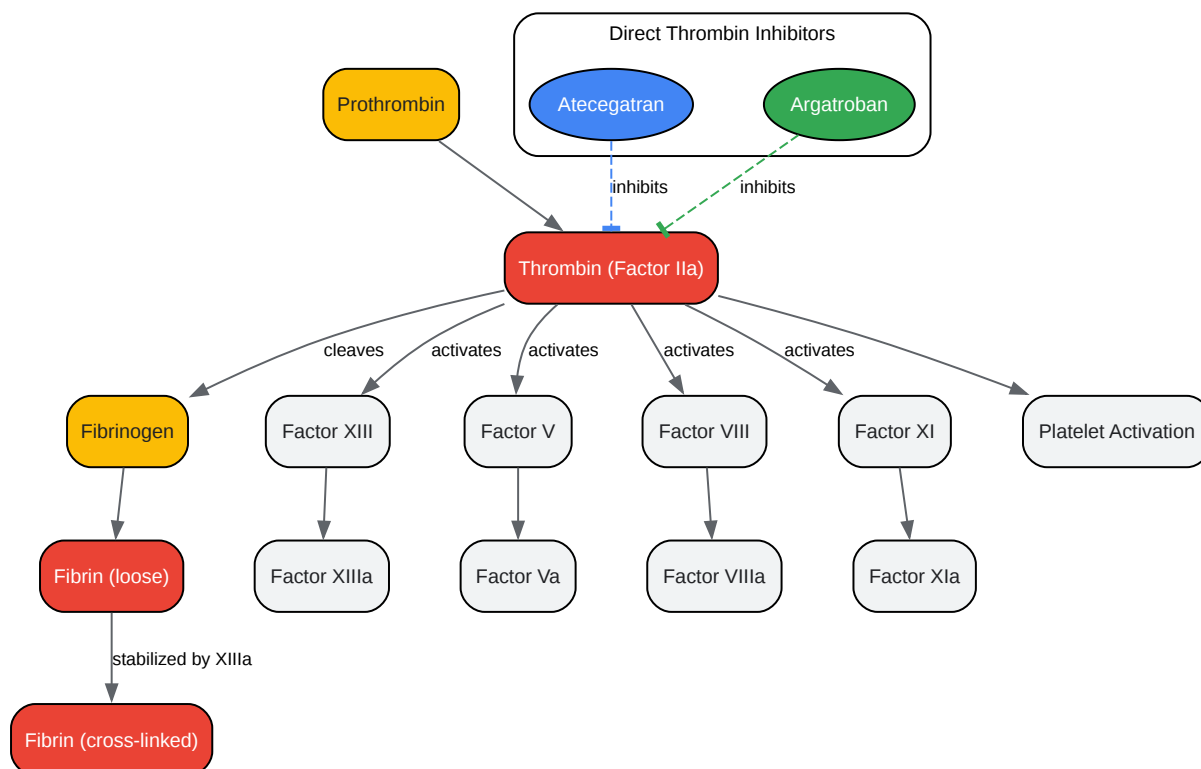 Direct Thrombin Inhibitors
Prothrombin
Atecegatran
Argatroban
inhibits
inhibits
Thrombin (Factor IIa)
cleaves
activates
activates
activates
activates
Fibrinogen
Factor XIII
Factor V
Factor VIII
Factor XI
Platelet Activation
Fibrin (loose)
Factor XIIIa
Factor Va
Factor VIIIa
Factor XIa
stabilized by XIIIa
Fibrin (cross-linked)